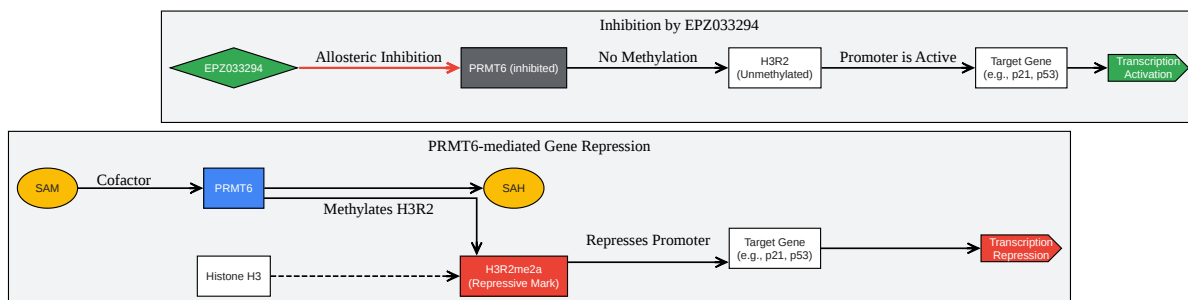 Inhibition by EPZ033294
EPZ033294
Allosteric Inhibition
PRMT6 (inhibited)
No Methylation
H3R2
(Unmethylated)
Promoter is Active
Target Gene
(e.g., p21, p53)
Transcription
Activation
PRMT6-mediated Gene Repression
SAM
Cofactor
PRMT6
SAH
Methylates H3R2
Histone H3
H3R2me2a
(Repressive Mark)
Represses Promoter
Target Gene
(e.g., p21, p53)
Transcription
Repression